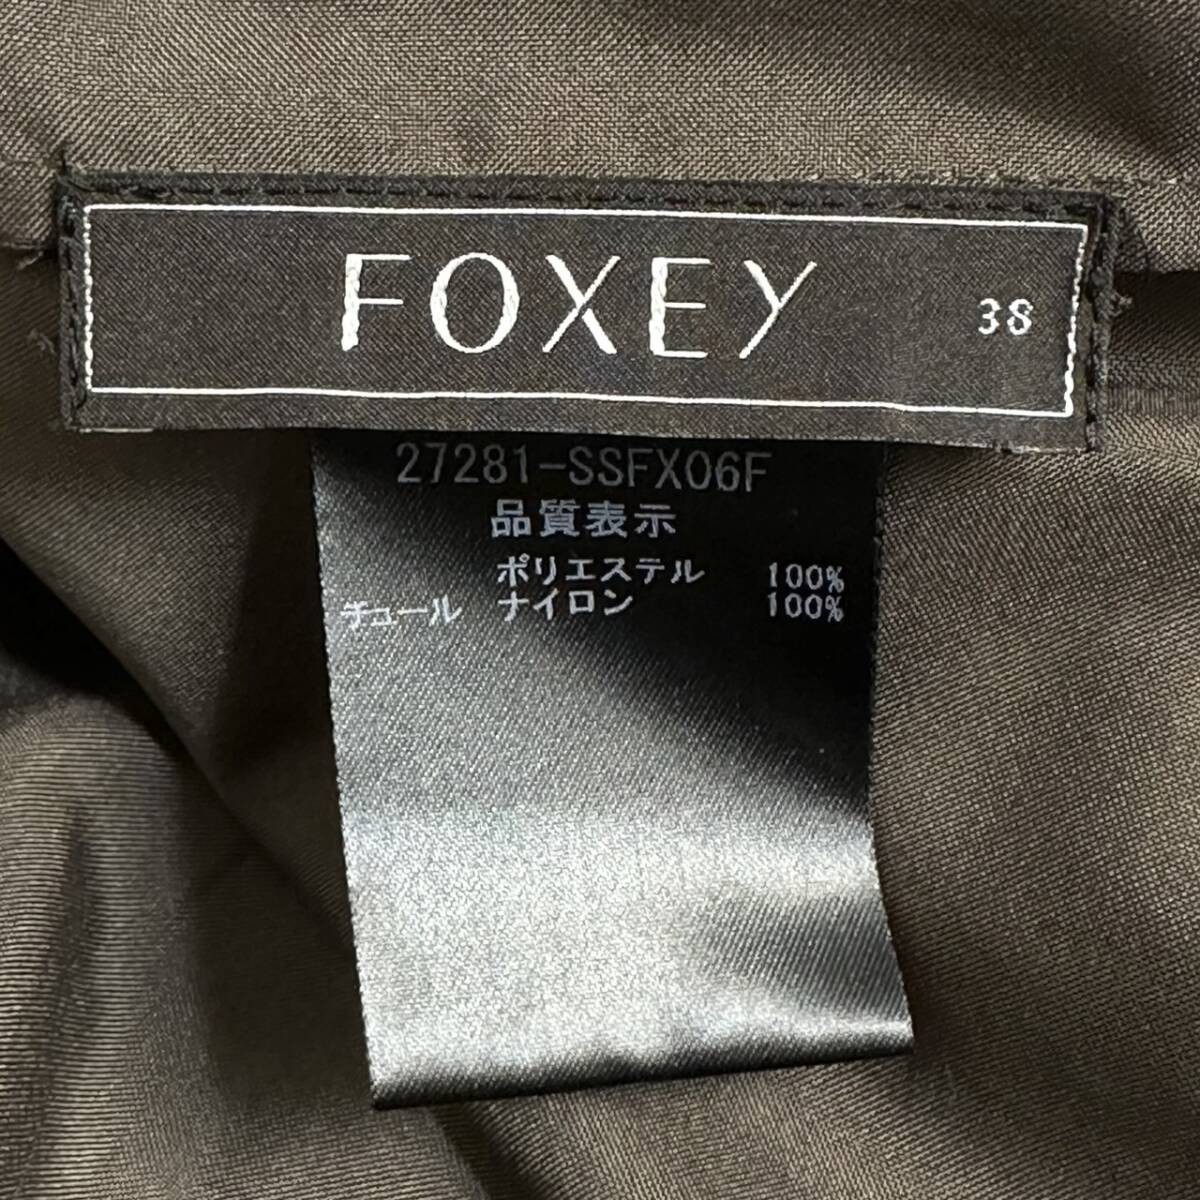 FOXEY 38
27281-SSFX06F
品質表示
ポリエステル 100%
チュール ナイロン 100%